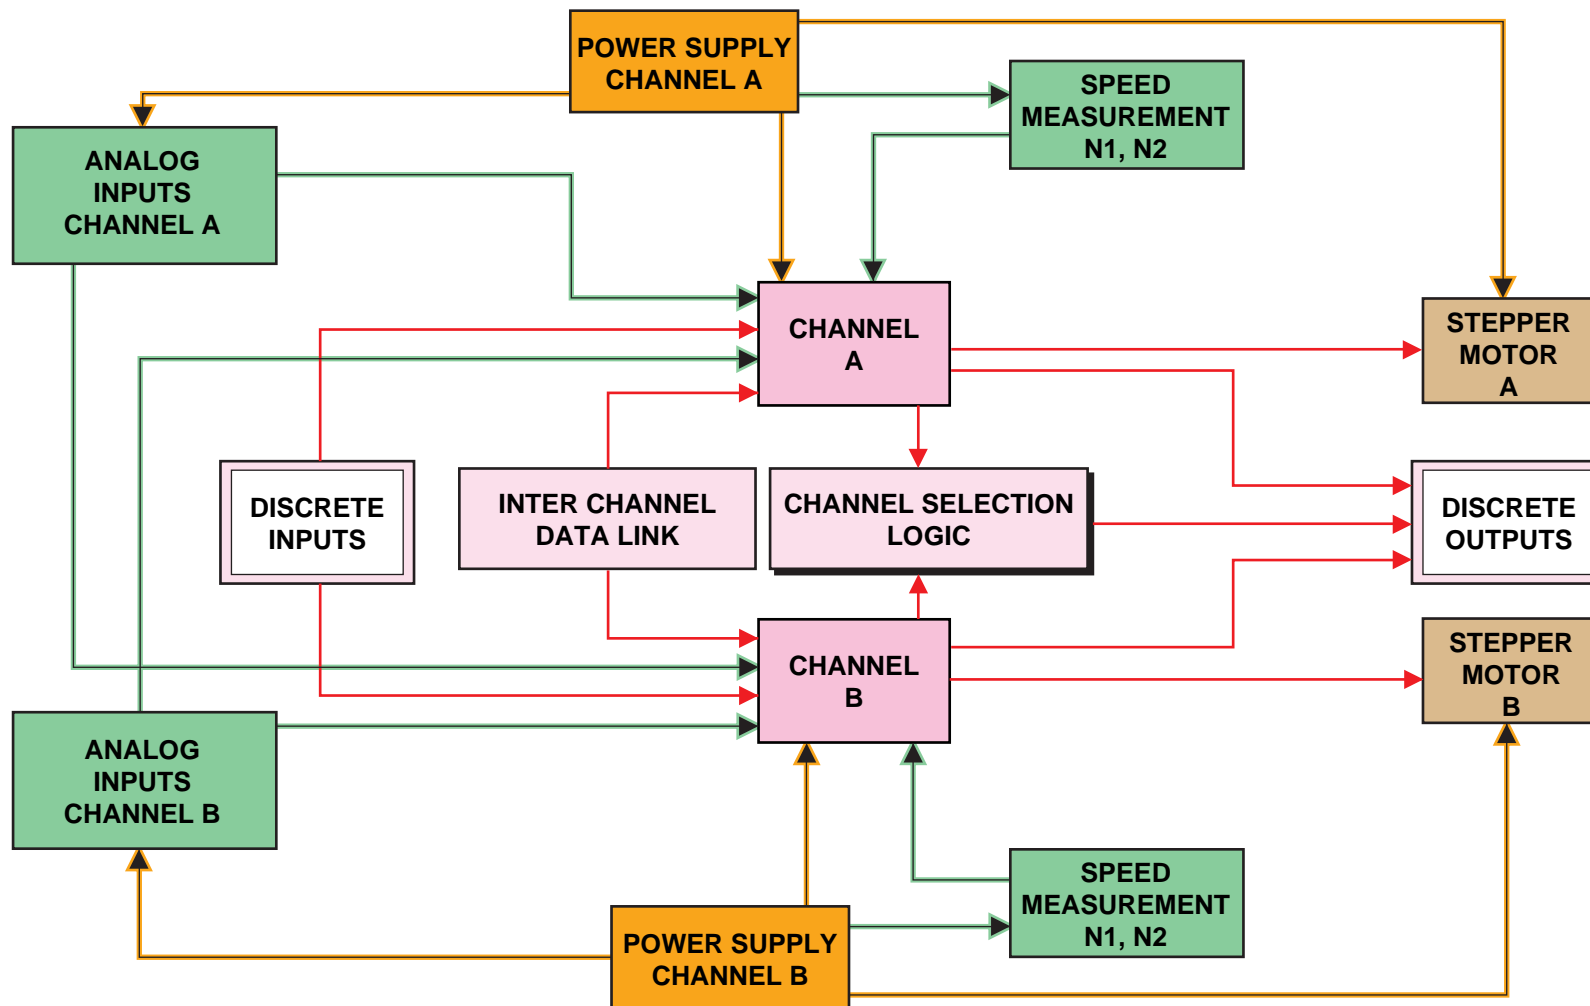 POWER SUPPLY
CHANNEL A
SPEED
MEASUREMENT
N1, N2
ANALOG
INPUTS
CHANNEL A
CHANNEL
A
STEPPER
MOTOR
A
DISCRETE
INPUTS
INTER CHANNEL
DATA LINK
CHANNEL SELECTION
LOGIC
DISCRETE
OUTPUTS
CHANNEL
B
STEPPER
MOTOR
B
ANALOG
INPUTS
CHANNEL B
SPEED
MEASUREMENT
N1, N2
POWER SUPPLY
CHANNEL B